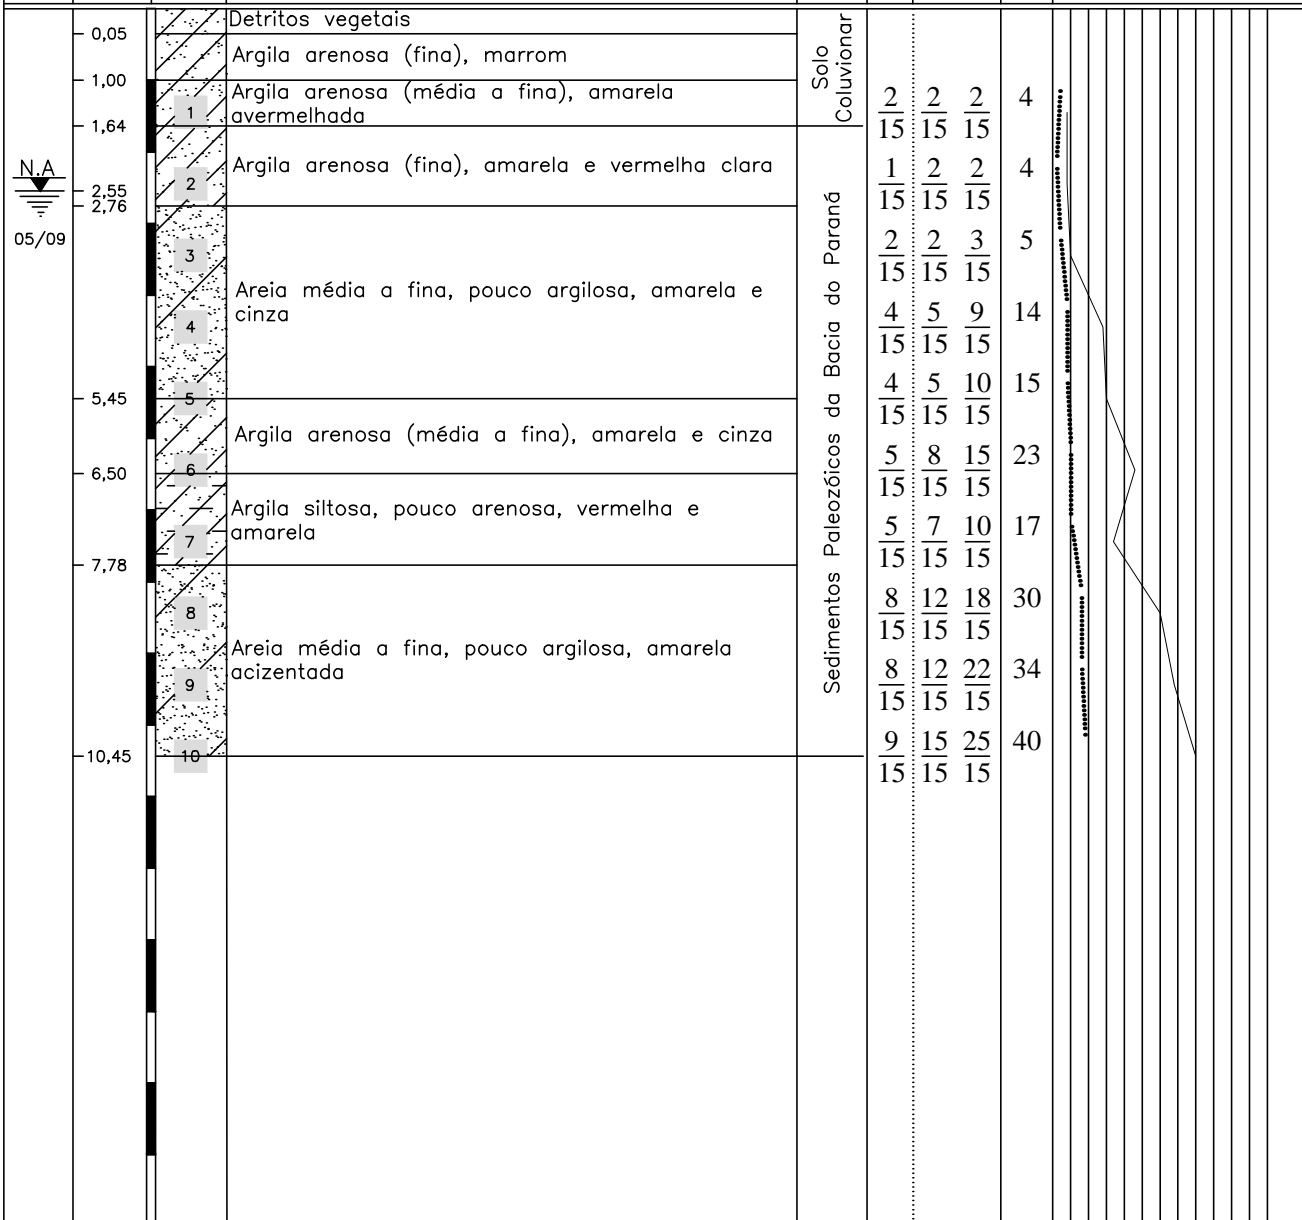 Detritos vegetais
0,05
Argila arenosa (fina), marrom
1,00
Argila arenosa (média a fina), amarela
avermelhada
1
1,64
Solo
Coluvionar
2 2 2 4
15 15 15
N.A
2,55
2,76
05/09
Argila arenosa (fina), amarela e vermelha clara
2
1 2 2 4
15 15 15
3
2 2 3 5
15 15 15
Areia média a fina, pouco argilosa, amarela e
cinza
4
4 5 9 14
15 15 15
5
5,45
4 5 10 15
15 15 15
Argila arenosa (média a fina), amarela e cinza
6
6,50
5 8 15 23
15 15 15
Argila siltosa, pouco arenosa, vermelha e
amarela
7
7,78
5 7 10 17
15 15 15
8
8 12 18 30
15 15 15
Areia média a fina, pouco argilosa, amarela
acizentada
9
8 12 22 34
15 15 15
10
10,45
9 15 25 40
15 15 15
Sedimentos Paleozóicos da Bacia do Paraná